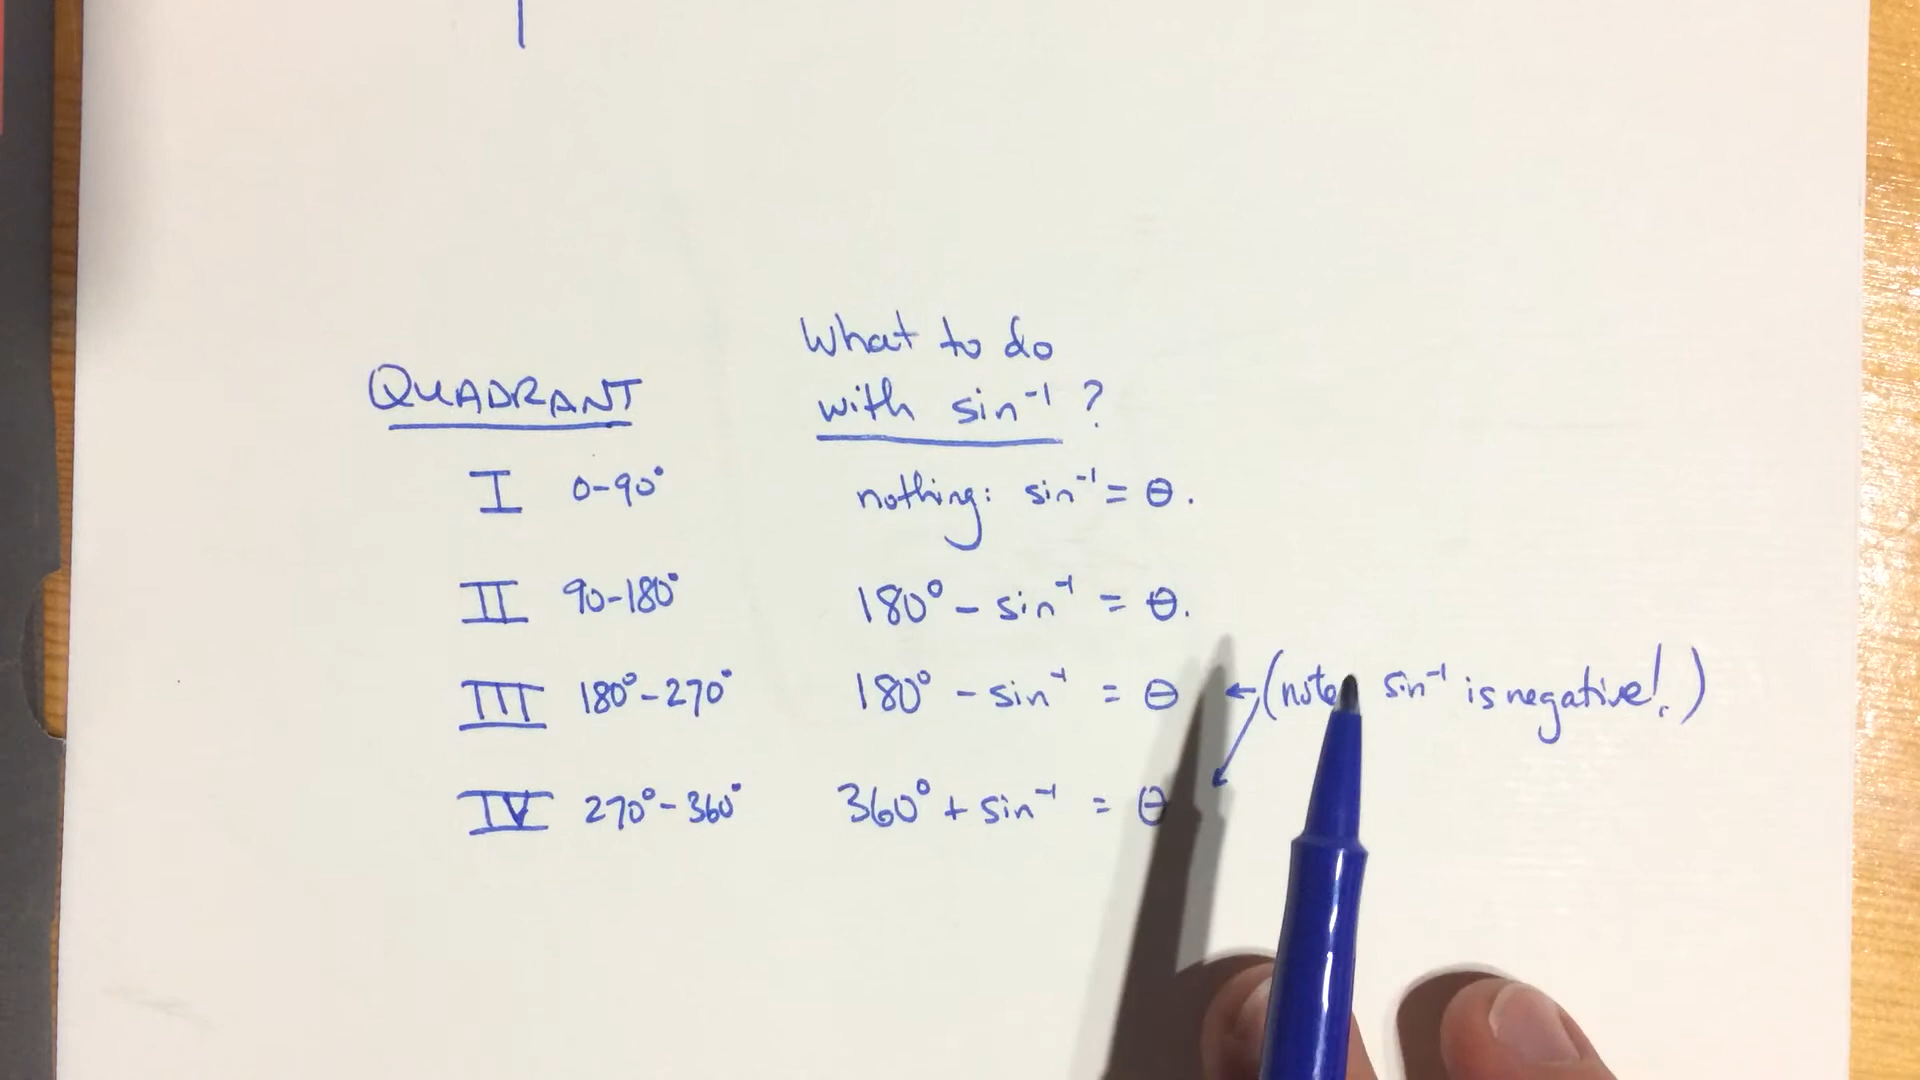 What to do
QUADRANT with sin⁻¹ ?
I 0-90° nothing: sin⁻¹ = θ.
II 90-180° 180° - sin⁻¹ = θ.
III 180°-270° 180° - sin⁻¹ = θ ← (note sin⁻¹ is negative!)
IV 270°-360° 360° + sin⁻¹ = θ